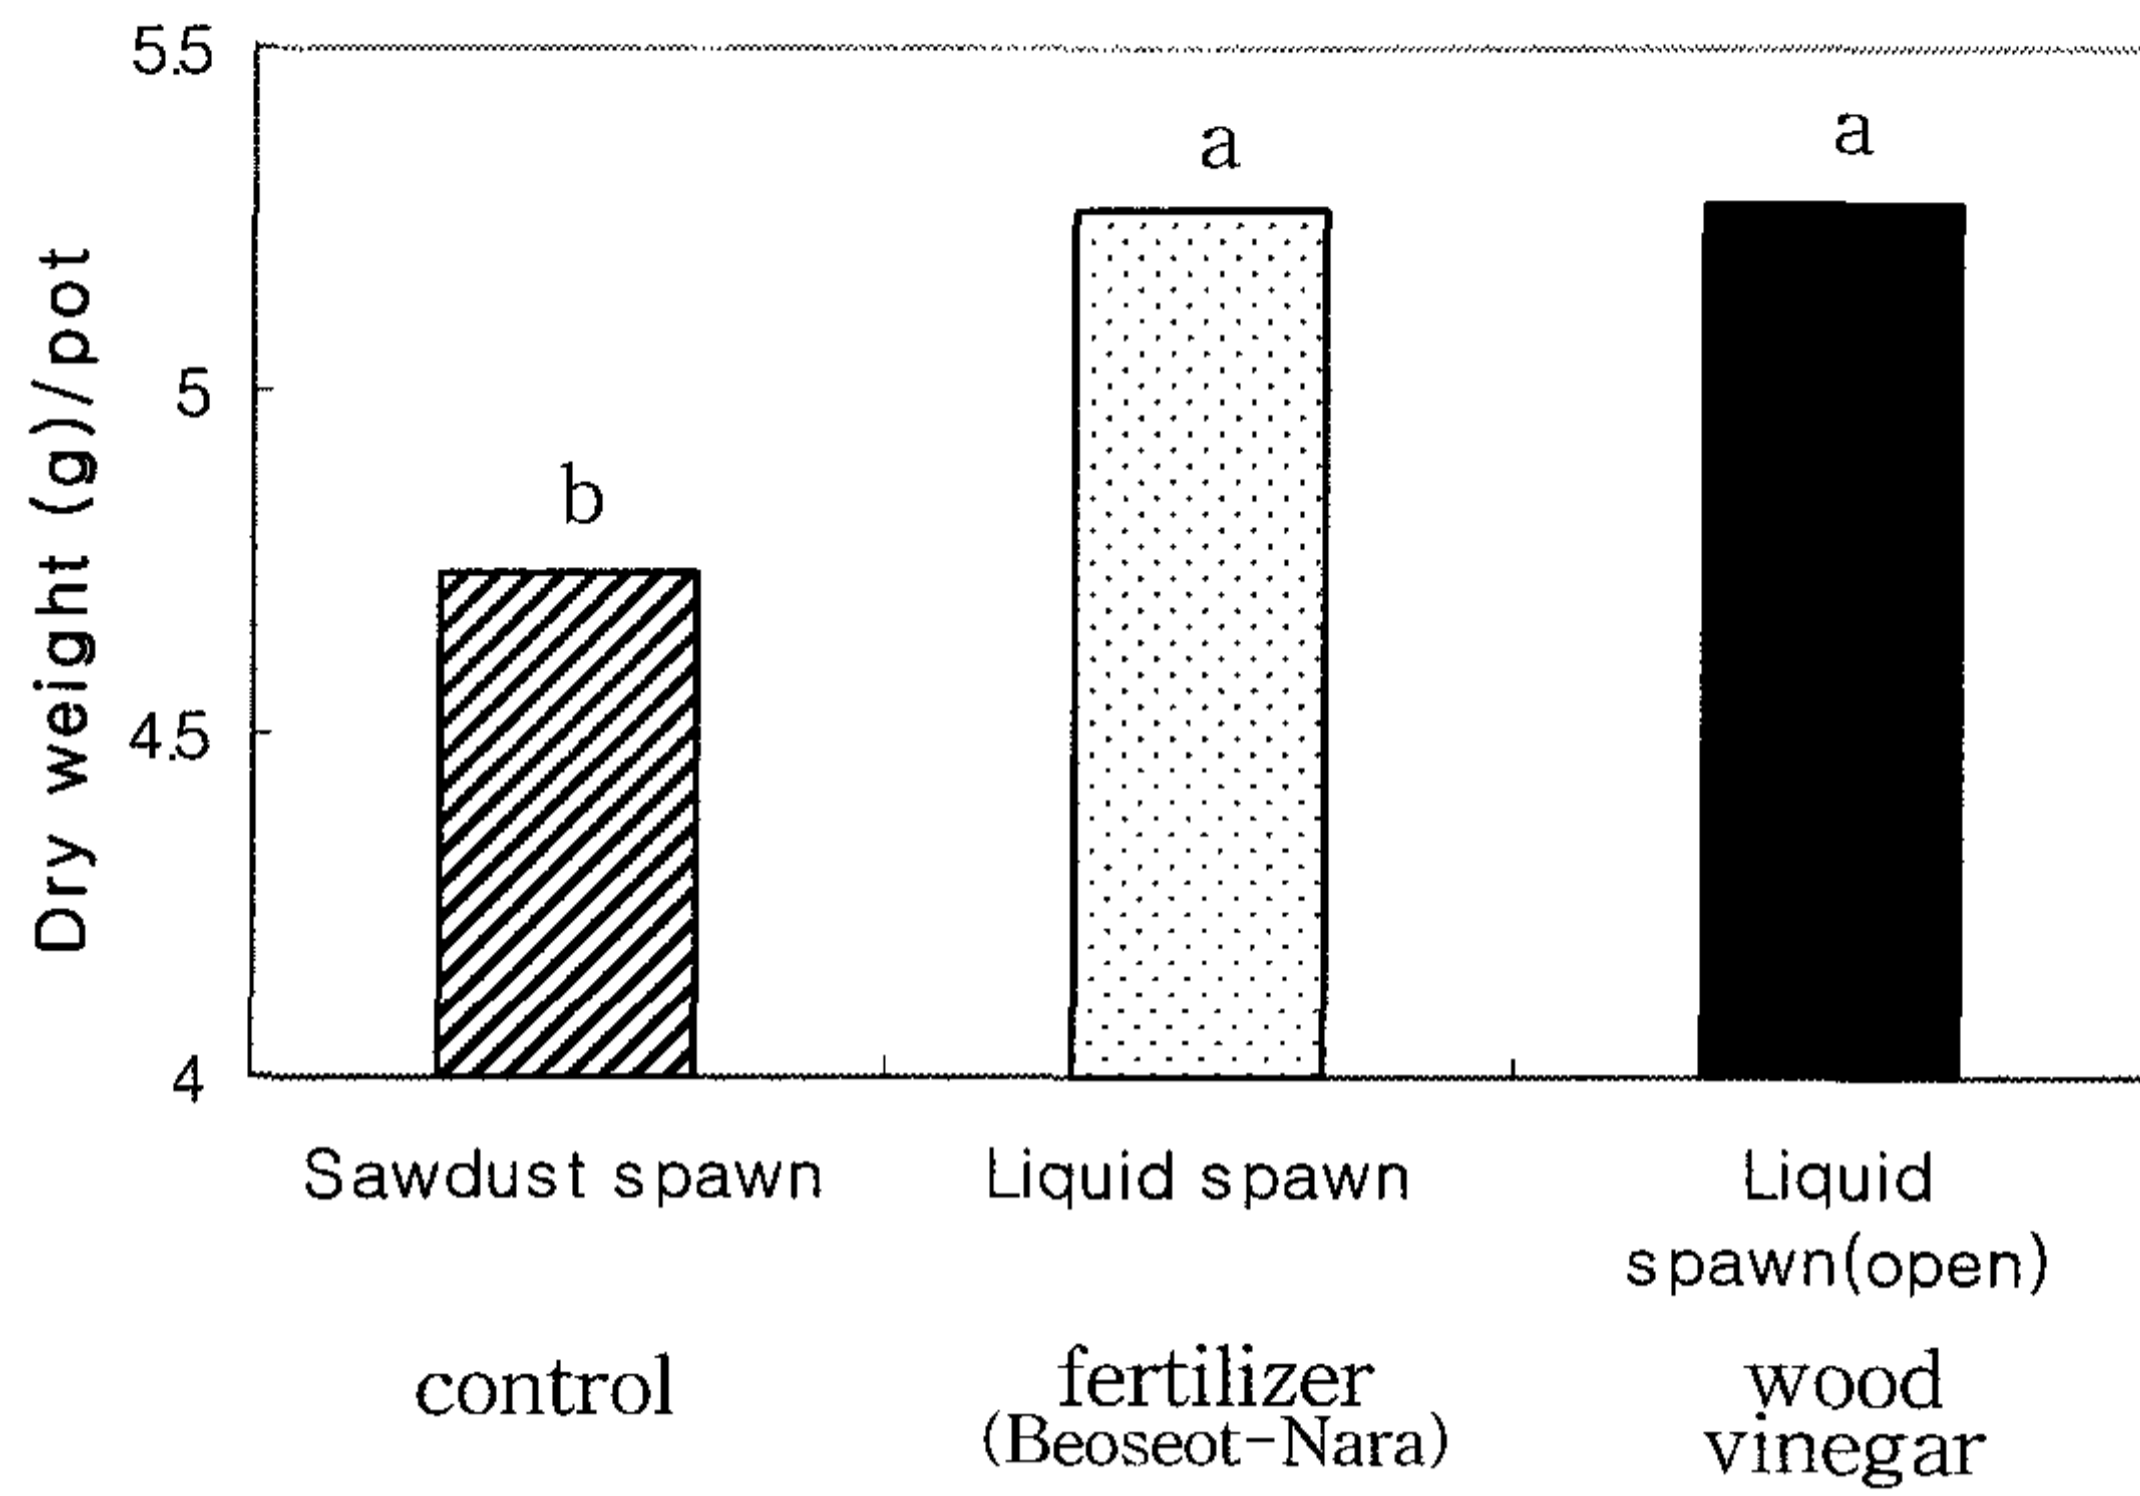 5.5
5
4.5
4
Dry weight (g)/pot
b
a
a
Sawdust spawn
Liquid spawn
Liquid
spawn(open)
control
fertilizer
(Beoseot-Nara)
wood
vinegar